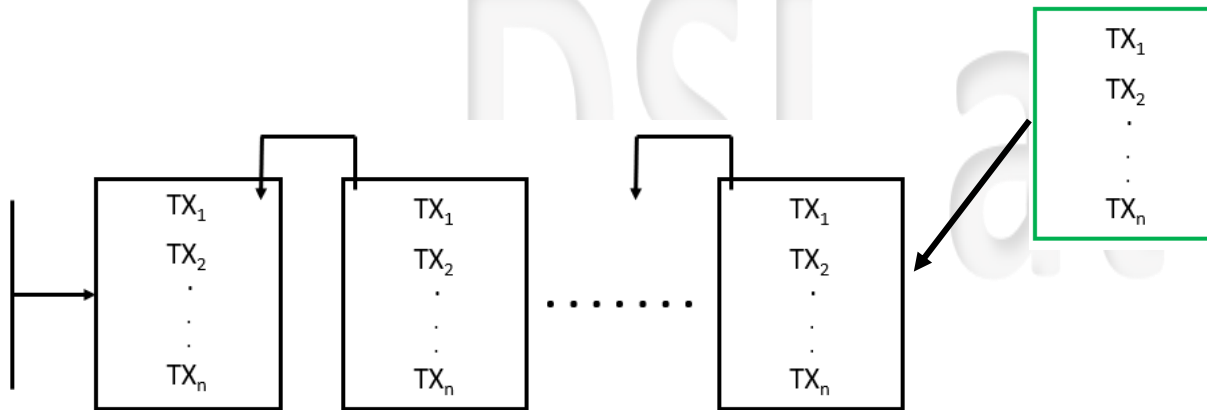 TX₁
TX₂
.
.
.
TXₙ
TX₁
TX₂
.
.
.
TXₙ
.......
TX₁
TX₂
.
.
.
TXₙ
TX₁
TX₂
.
.
.
TXₙ